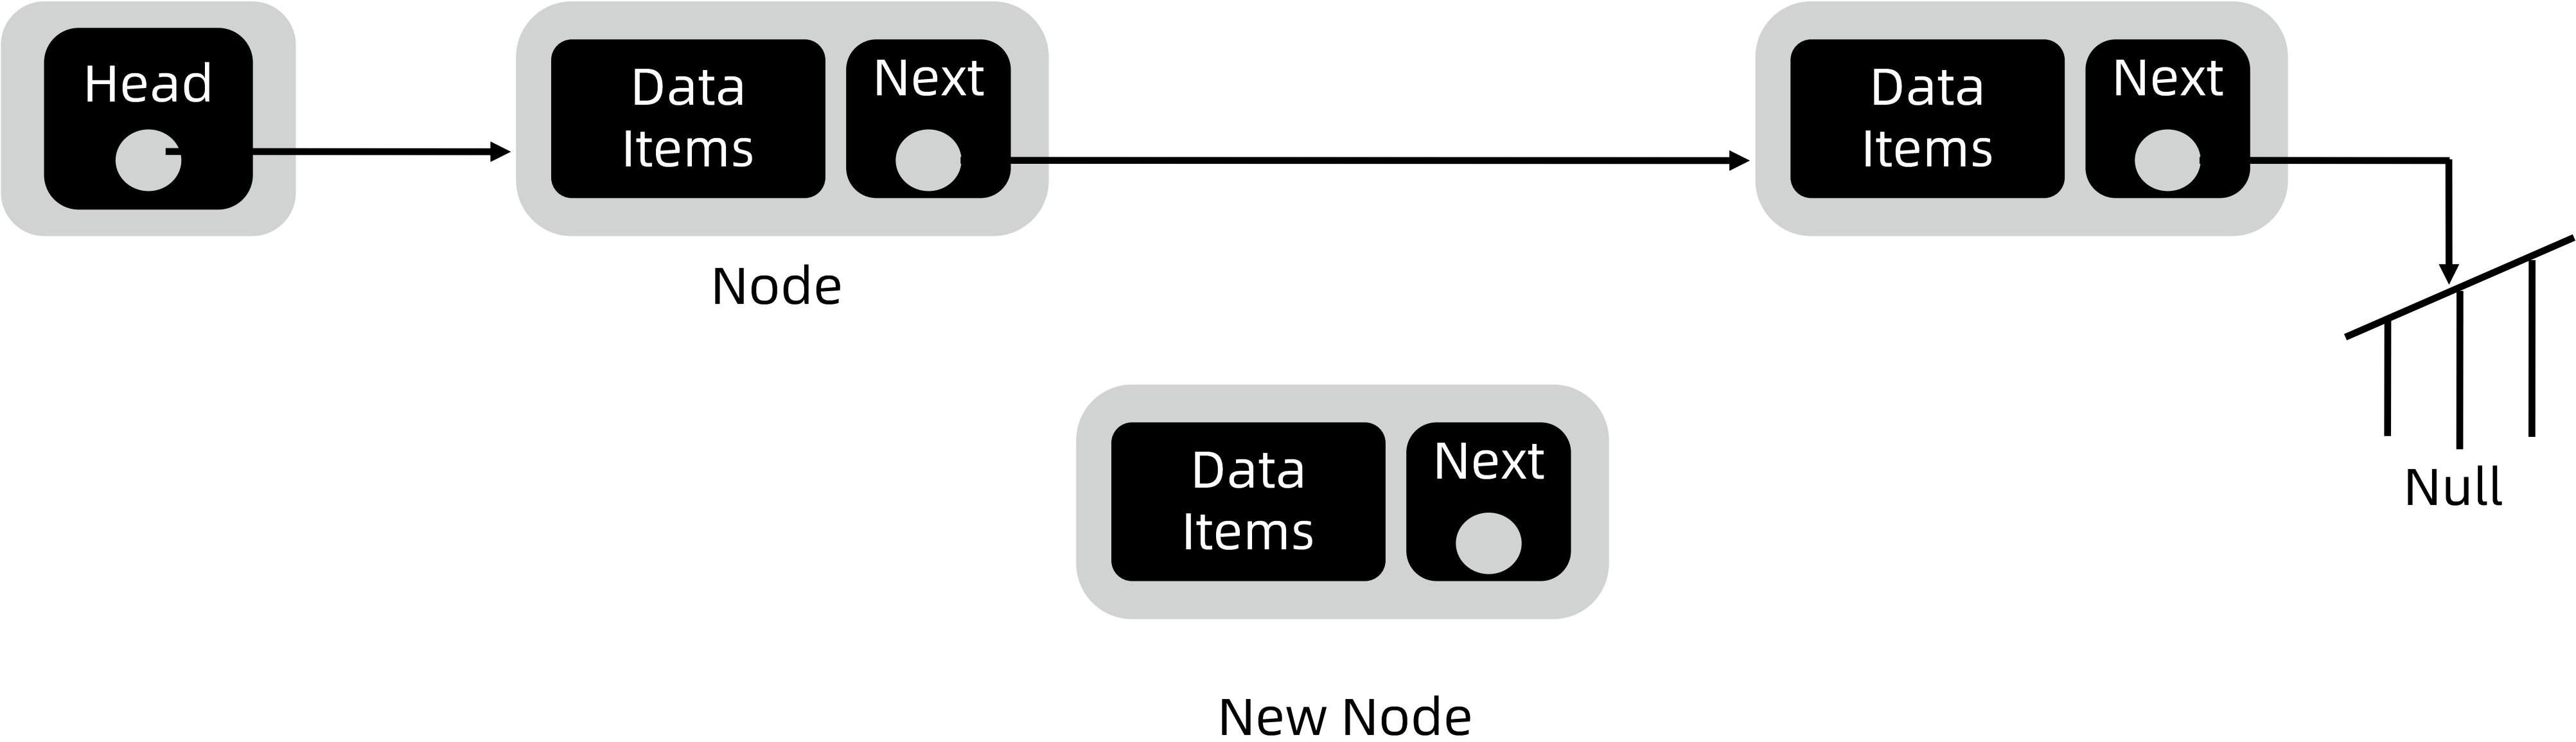 Head
Data
Items
Next
Data
Items
Next
Node
Data
Items
Next
Null
New Node